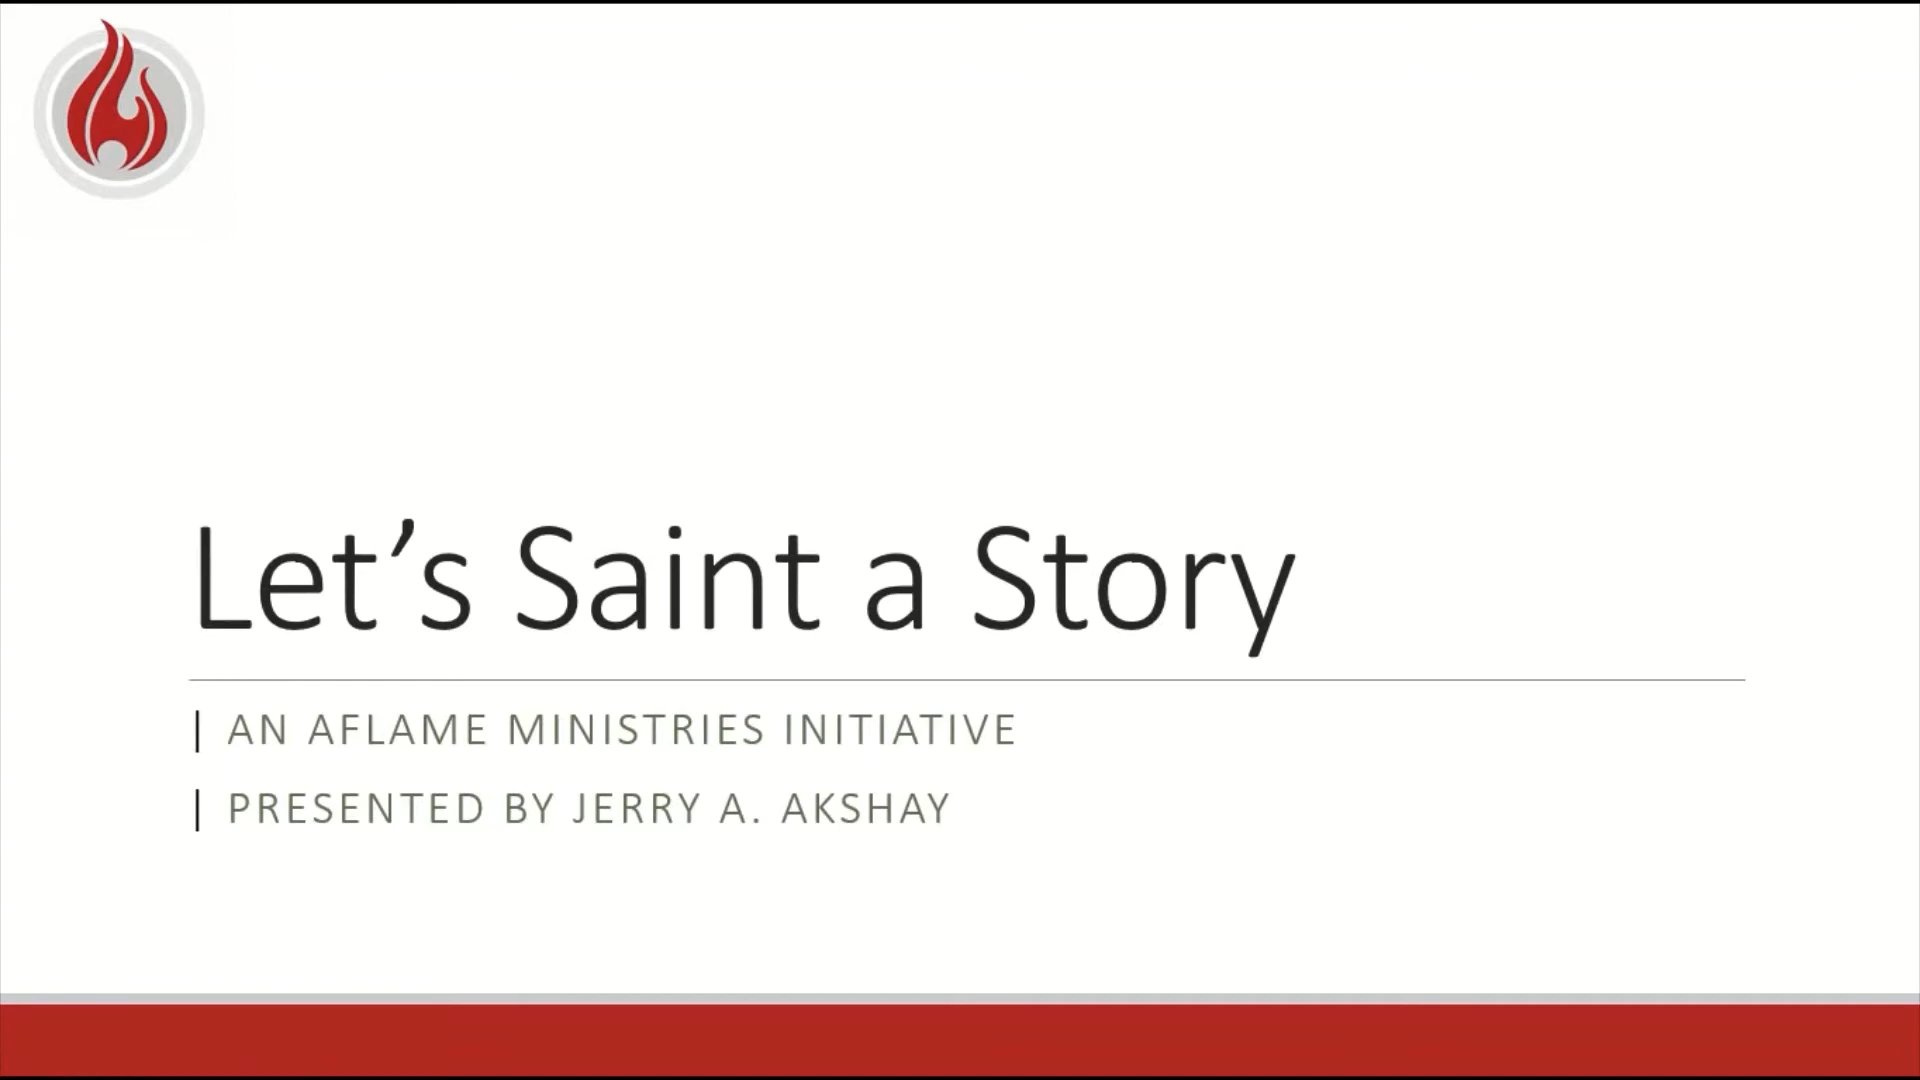 Let’s Saint a Story
| AN AFLAME MINISTRIES INITIATIVE
| PRESENTED BY JERRY A. AKSHAY